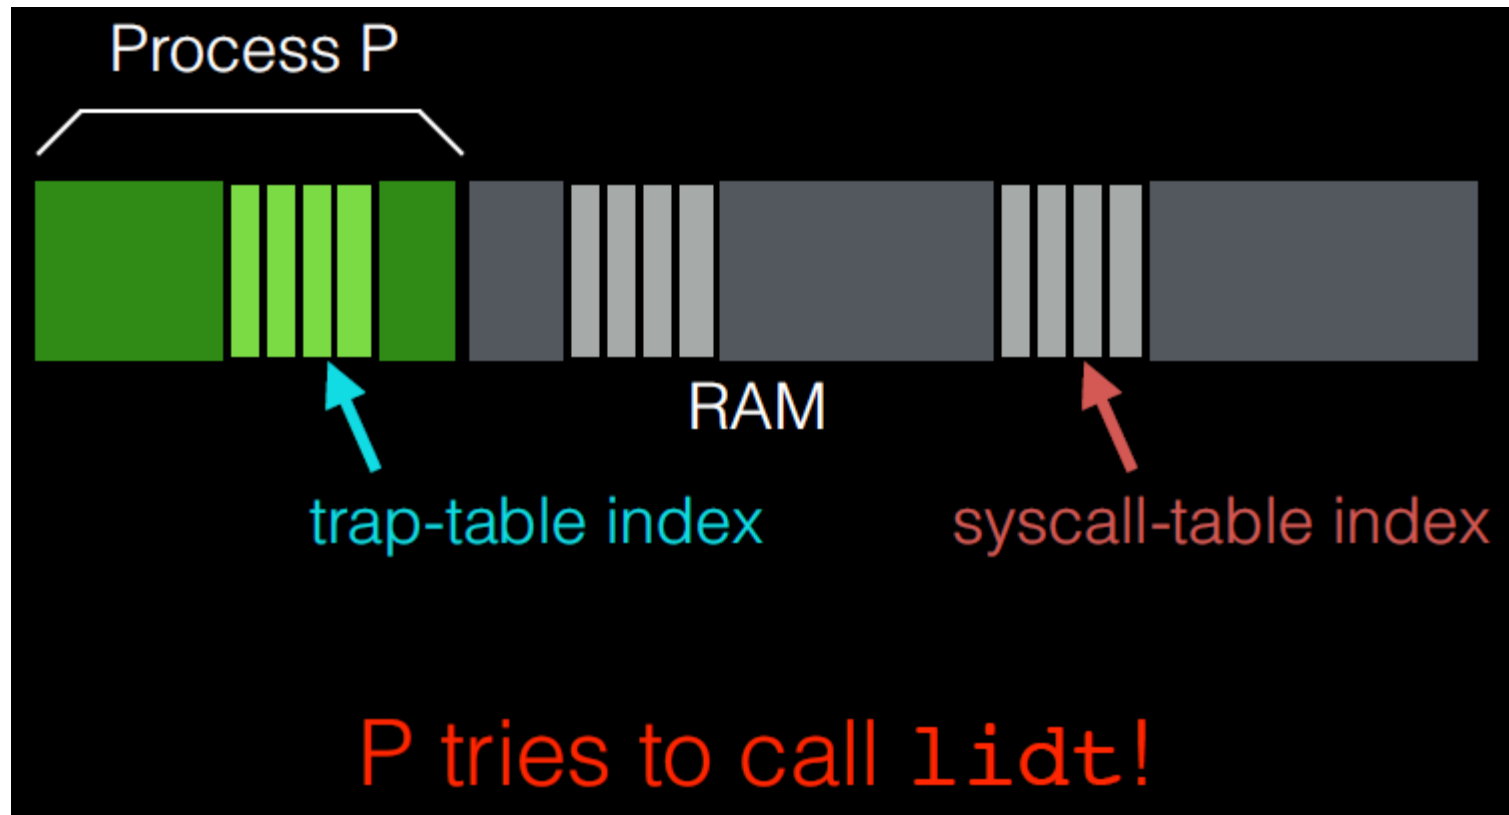 Process P
RAM
trap-table index
syscall-table index
P tries to call lidt!